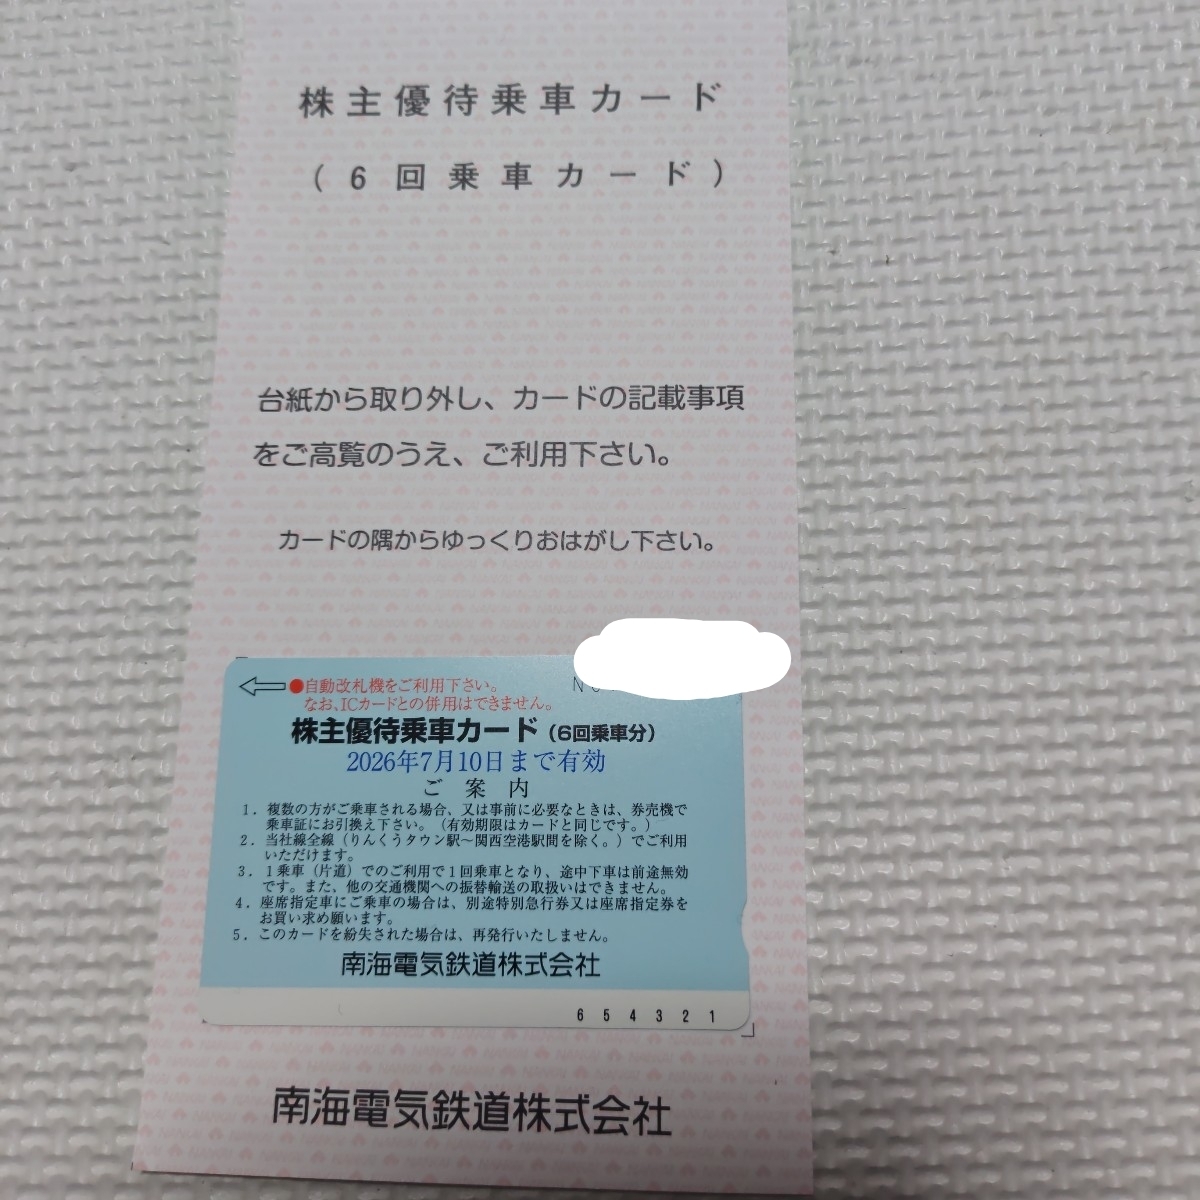 株主優待乗車カード
（6回乗車カード）
台紙から取り外し、カードの記載事項
をご高覧のうえ、ご利用下さい。
カードの隅からゆっくりおはがし下さい。
●自動改札機をご利用下さい。
なお、ICカードとの併用はできません。
株主優待乗車カード（6回乗車分）
2026年7月10日まで有効
ご案内
1．複数の方がご乗車される場合、又は事前に必要なときは、券売機で
乗車証にお引換え下さい。（有効期限はカードと同じです。）
2．当社線全線（りんくうタウン駅～関西空港駅間を除く。）でご利用
いただけます。
3．1乗車（片道）でのご利用で1回乗車となり、途中下車は前途無効
です。また、他の交通機関への振替輸送の取扱いはできません。
4．座席指定車にご乗車の場合は、別途特別急行券又は座席指定券を
お買い求め願います。
5．このカードを紛失された場合は、再発行いたしません。
南海電気鉄道株式会社
6 5 4 3 2 1
南海電気鉄道株式会社